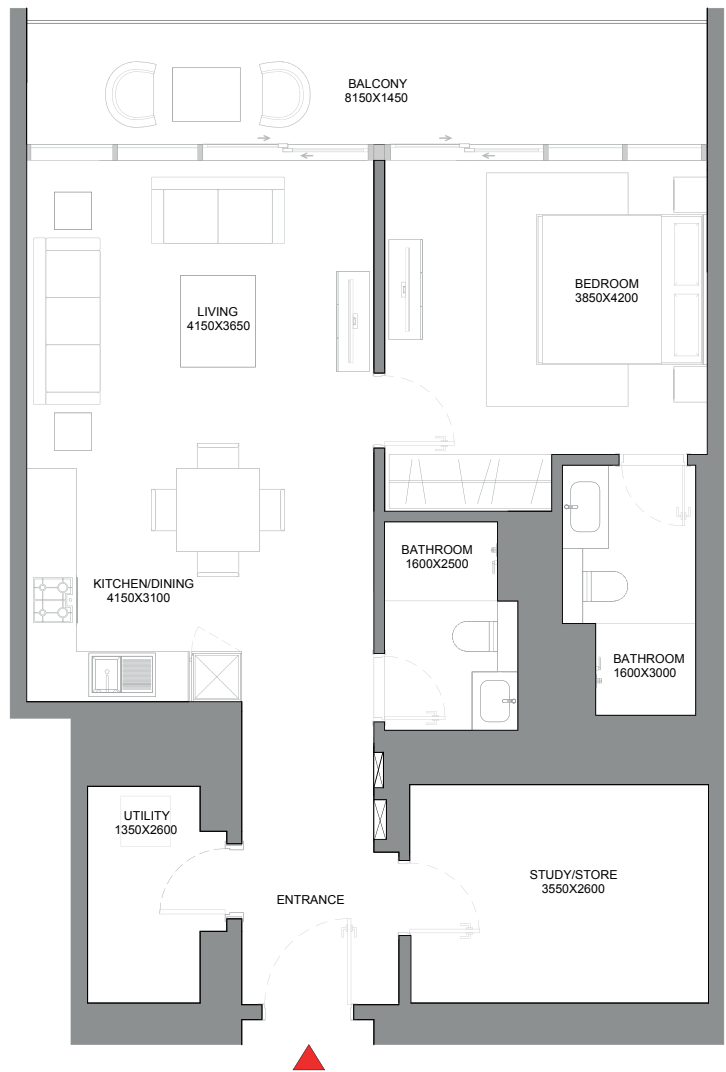 BALCONY
8150X1450
LIVING
4150X3650
BEDROOM
3850X4200
KITCHEN/DINING
4150X3100
BATHROOM
1600X2500
BATHROOM
1600X3000
UTILITY
1350X2600
STUDY/STORE
3550X2600
ENTRANCE